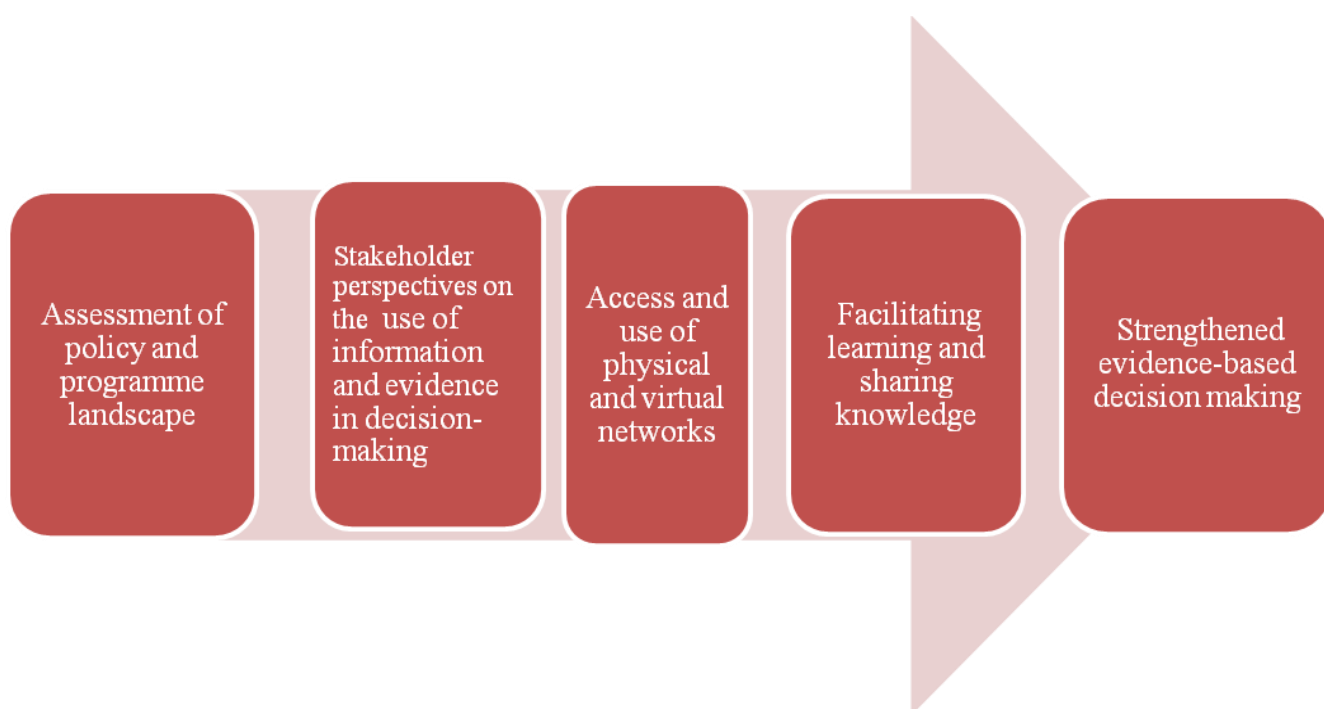 Assessment of
policy and
programme
landscape
Stakeholder
perspectives on
the use of
information
and evidence
in decision-
making
Access and
use of
physical
and virtual
networks
Facilitating
learning and
sharing
knowledge
Strengthened
evidence-based
decision making